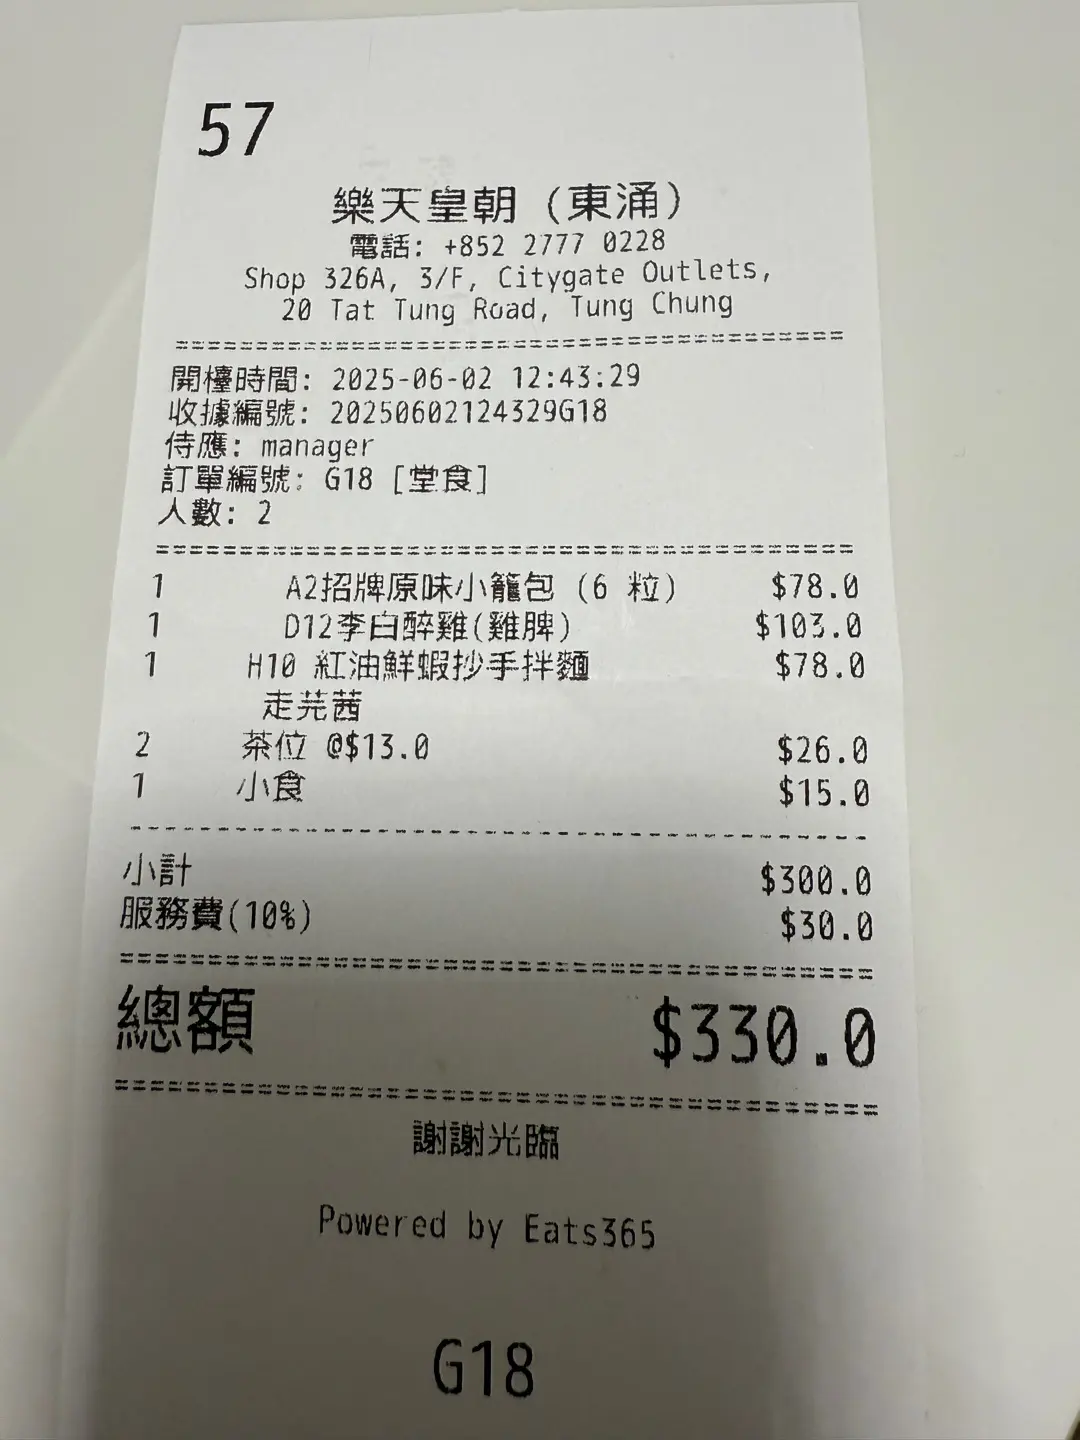 57
樂天皇朝 (東涌)
電話: +852 2777 0228
Shop 326A, 3/F, Citygate Outlets,
20 Tat Tung Road, Tung Chung
開檯時間: 2025-06-02 12:43:29
收據編號: 20250602124329G18
侍應: manager
訂單編號: G18 [堂食]
人數: 2
1 A2招牌原味小籠包 (6 粒) $78.0
1 D12李白醉雞(雞脾) $103.0
1 H10 紅油鮮蝦抄手拌麵 $78.0
走芫茜
2 茶位 @$13.0 $26.0
1 小食 $15.0
小計 $300.0
服務費(10%) $30.0
總額 $330.0
謝謝光臨
Powered by Eats365
G18